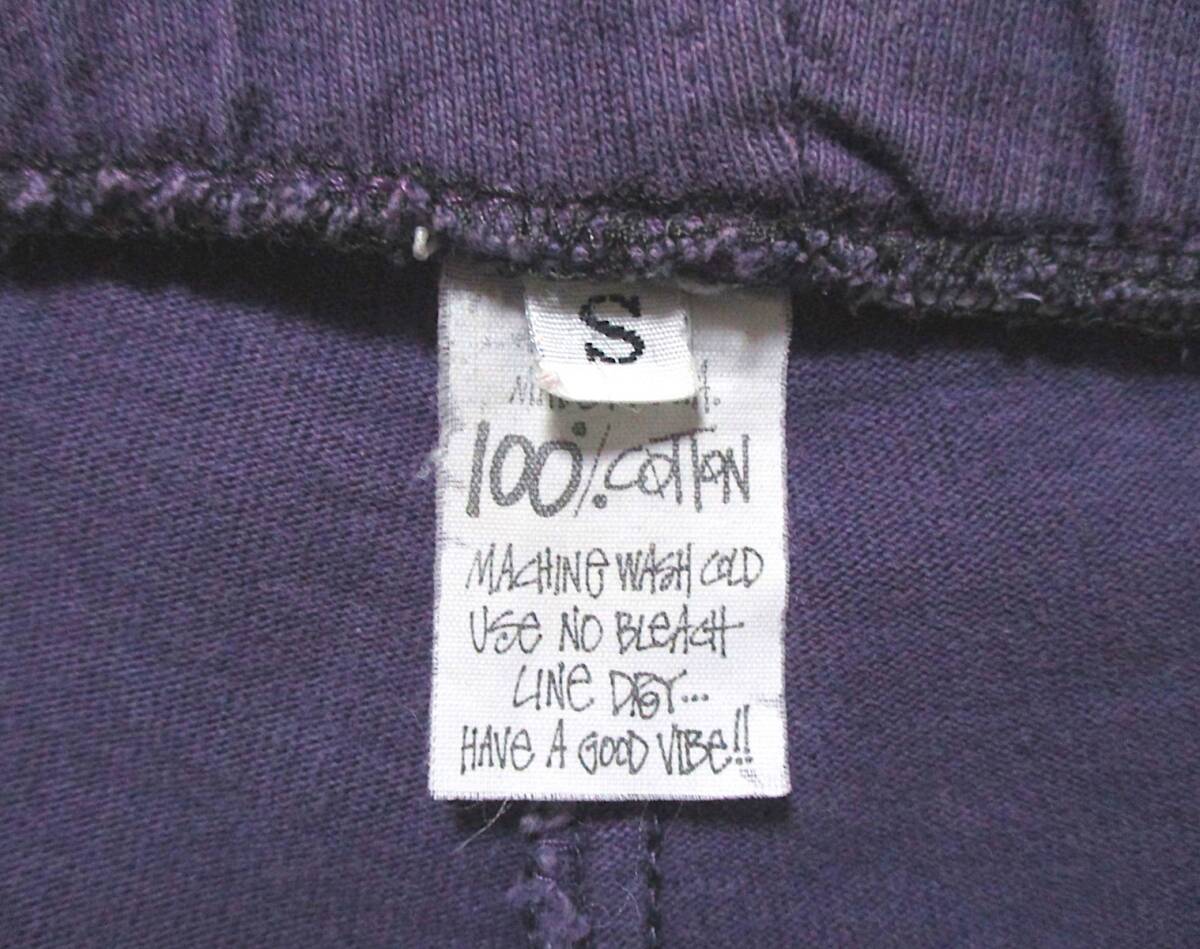 S
100% COTTON
MACHINE WASH COLD
USE NO BLEACH
LINE DRY...
HAVE A GOOD VIBE!!